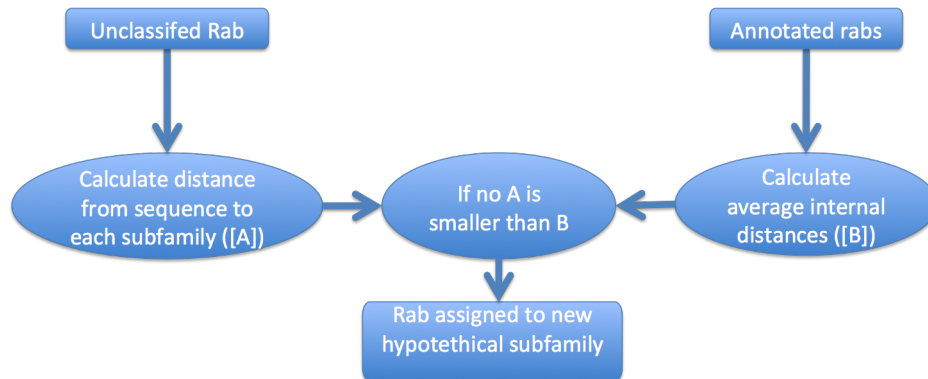 Unclassifed Rab
Annotated rabs
Calculate distance
from sequence to
each subfamily ([A])
If no A is
smaller than B
Calculate
average internal
distances ([B])
Rab assigned to new
hypotethical subfamily